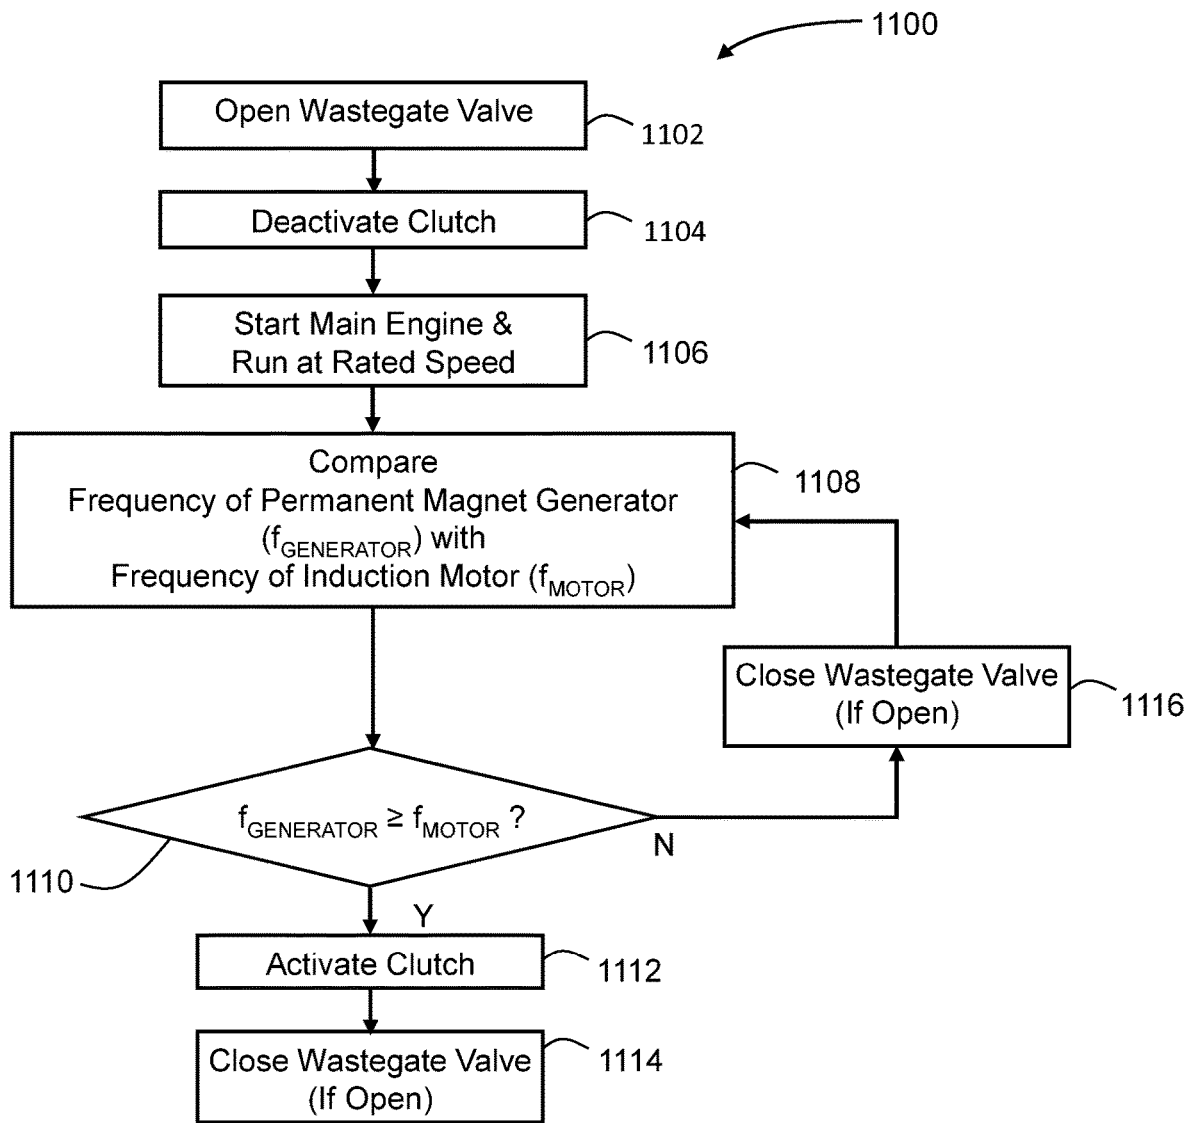 1100
Open Wastegate Valve
1102
Deactivate Clutch
1104
Start Main Engine &
Run at Rated Speed
1106
Compare
Frequency of Permanent Magnet Generator
(fGENERATOR) with
Frequency of Induction Motor (fMOTOR)
1108
Close Wastegate Valve
(If Open)
1116
fGENERATOR ≥ fMOTOR ?
N
1110
Y
Activate Clutch
1112
Close Wastegate Valve
(If Open)
1114